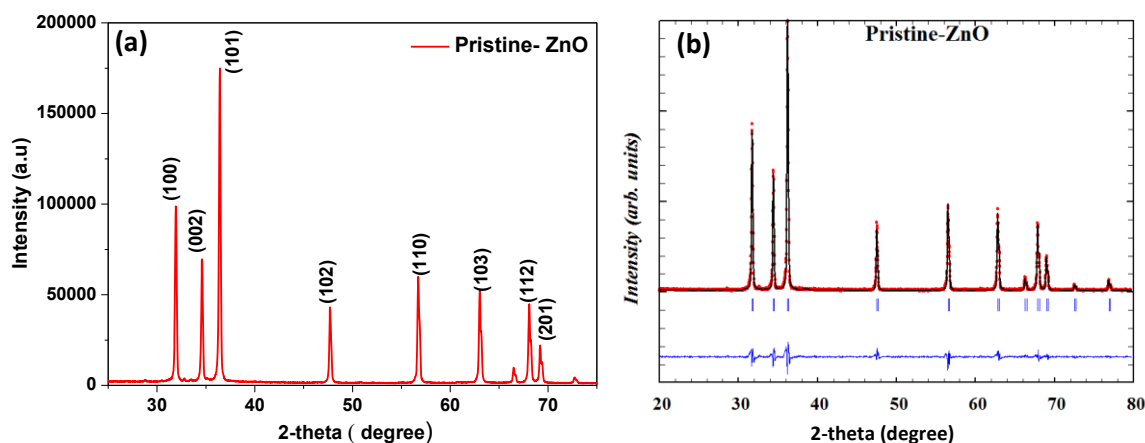 (a)
Pristine- ZnO
(100)
(002)
(101)
(102)
(110)
(103)
(112)
(201)
200000
150000
100000
50000
0
Intensity (a.u)
30 40 50 60 70
2-theta ( degree)
(b)
Pristine-ZnO
Intensity (arb. units)
20 30 40 50 60 70 80
2-theta (degree)